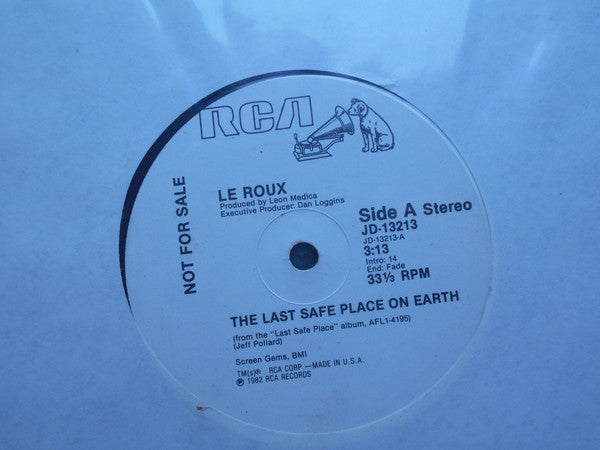 RCA
NOT FOR SALE
LE ROUX
Produced by Leon Medica
Executive Producer: Dan Loggins
Side A Stereo
JD-13213
JD-13213-A
3:13
Intro: 14
End: Fade
33⅓ RPM
THE LAST SAFE PLACE ON EARTH
(from the "Last Safe Place" album, AFL1-4195)
(Jeff Pollard)
Screen Gems, BMI
TM(s)® RCA CORP—MADE IN U.S.A.
℗ 1982 RCA RECORDS